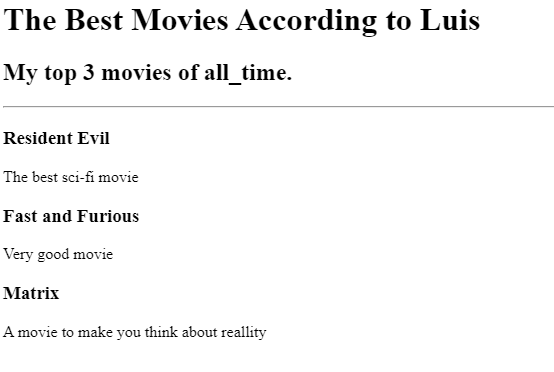 The Best Movies According to Luis
My top 3 movies of all_time.
Resident Evil
The best sci-fi movie
Fast and Furious
Very good movie
Matrix
A movie to make you think about reallity